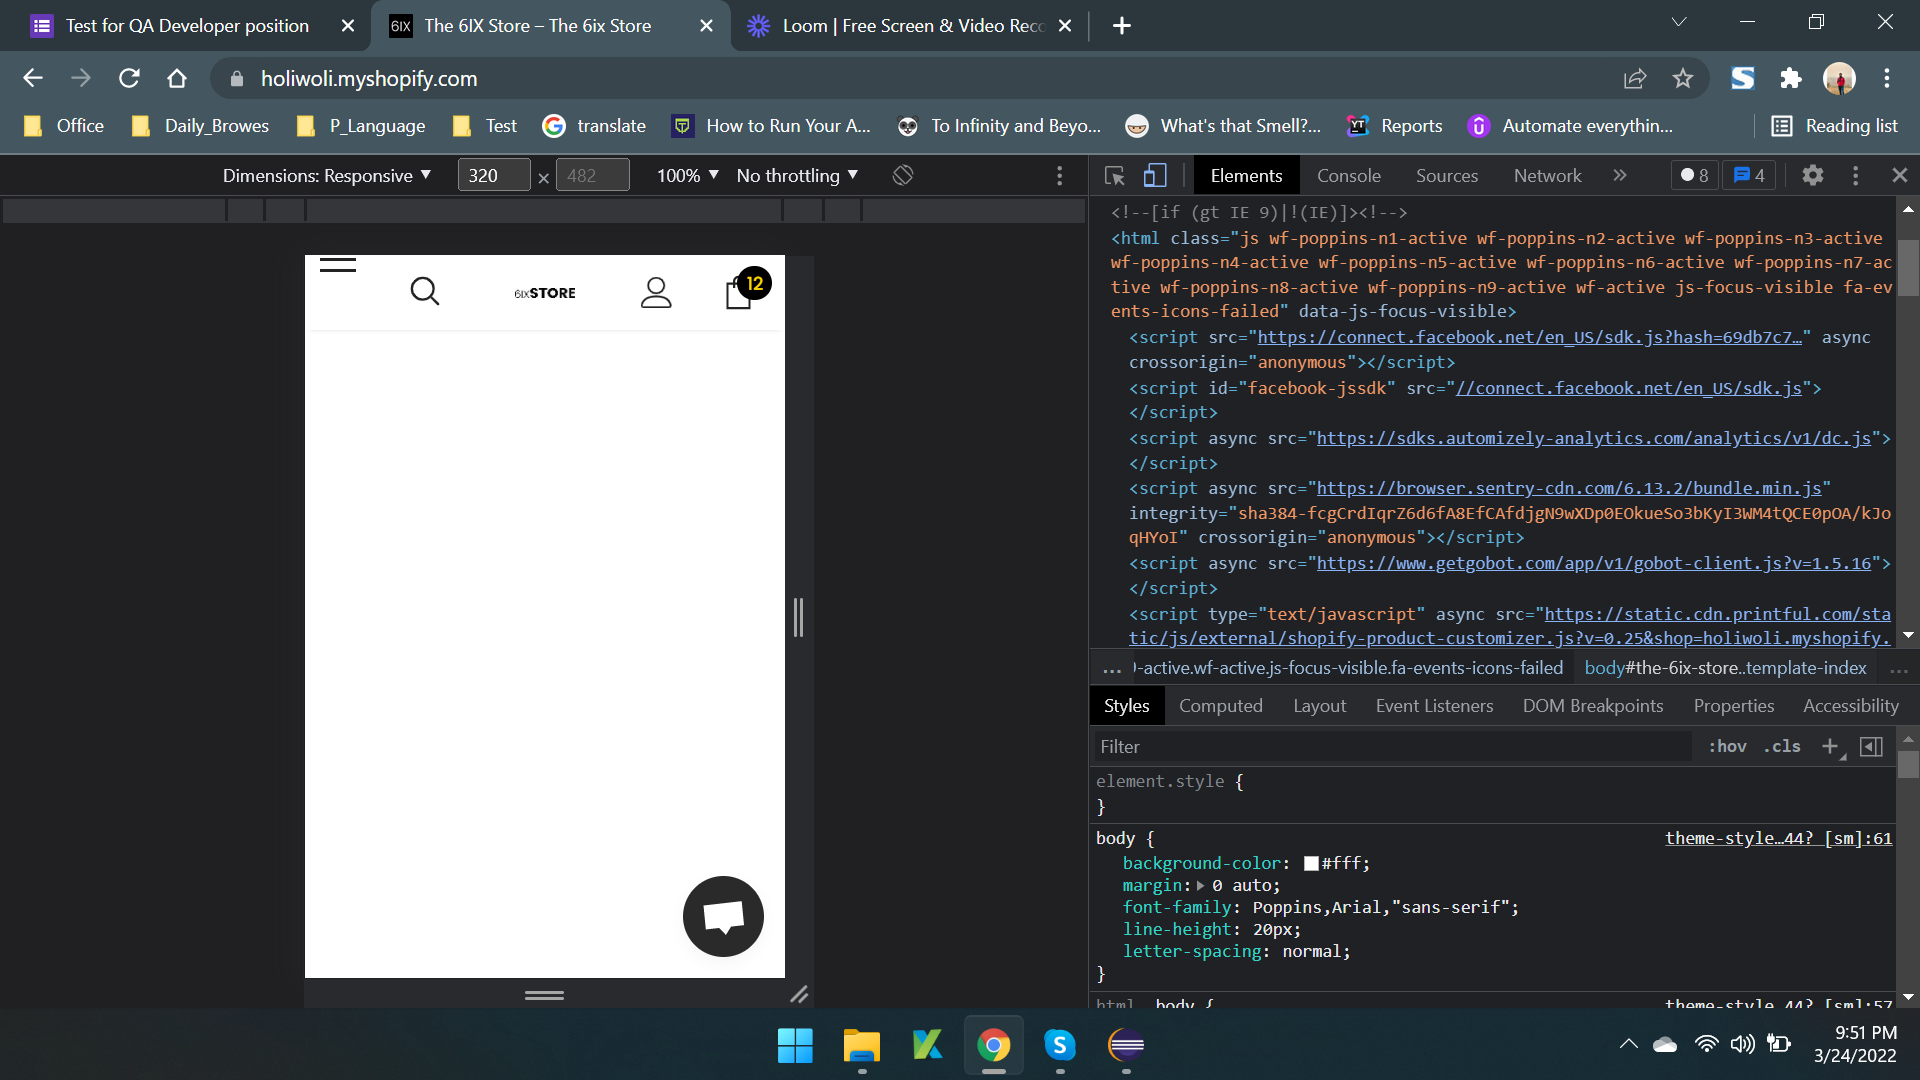 Test for QA Developer position
6IX The 6IX Store – The 6ix Store
Loom | Free Screen & Video Reco
holiwoli.myshopify.com
Office Daily_Browes P_Language Test translate How to Run Your A... To Infinity and Beyo... What's that Smell?... Reports Automate everythin... Reading list
Dimensions: Responsive 320 × 482 100% No throttling
Elements Console Sources Network » 8 4
6IXSTORE 12
<!--[if (gt IE 9)|!(IE)]><!-->
<html class="js wf-poppins-n1-active wf-poppins-n2-active wf-poppins-n3-active
wf-poppins-n4-active wf-poppins-n5-active wf-poppins-n6-active wf-poppins-n7-ac
tive wf-poppins-n8-active wf-poppins-n9-active wf-active js-focus-visible fa-ev
ents-icons-failed" data-js-focus-visible>
<script src="https://connect.facebook.net/en_US/sdk.js?hash=69db7c7…" async
crossorigin="anonymous"></script>
<script id="facebook-jssdk" src="//connect.facebook.net/en_US/sdk.js">
</script>
<script async src="https://sdks.automizely-analytics.com/analytics/v1/dc.js">
</script>
<script async src="https://browser.sentry-cdn.com/6.13.2/bundle.min.js"
integrity="sha384-fcgCrdIqrZ6d6fA8EfCAfdjgN9wXDp0EOkueSo3bKyI3WM4tQCE0pOA/kJo
qHYoI" crossorigin="anonymous"></script>
<script async src="https://www.getgobot.com/app/v1/gobot-client.js?v=1.5.16">
</script>
<script type="text/javascript" async src="https://static.cdn.printful.com/sta
tic/js/external/shopify-product-customizer.js?v=0.25&shop=holiwoli.myshopify.
... )-active.wf-active.js-focus-visible.fa-events-icons-failed body#the-6ix-store..template-index ...
Styles Computed Layout Event Listeners DOM Breakpoints Properties Accessibility
Filter :hov .cls +
element.style {
}
body { theme-style…44? [sm]:61
background-color: #fff;
margin: 0 auto;
font-family: Poppins,Arial,"sans-serif";
line-height: 20px;
letter-spacing: normal;
}
html, body { theme-style…44? [sm]:57
9:51 PM
3/24/2022